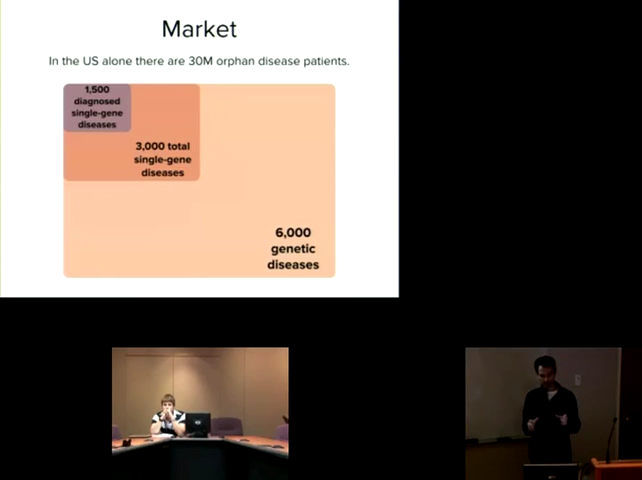 Market
In the US alone there are 30M orphan disease patients.
1,500
diagnosed
single-gene
diseases
3,000 total
single-gene
diseases
6,000
genetic
diseases